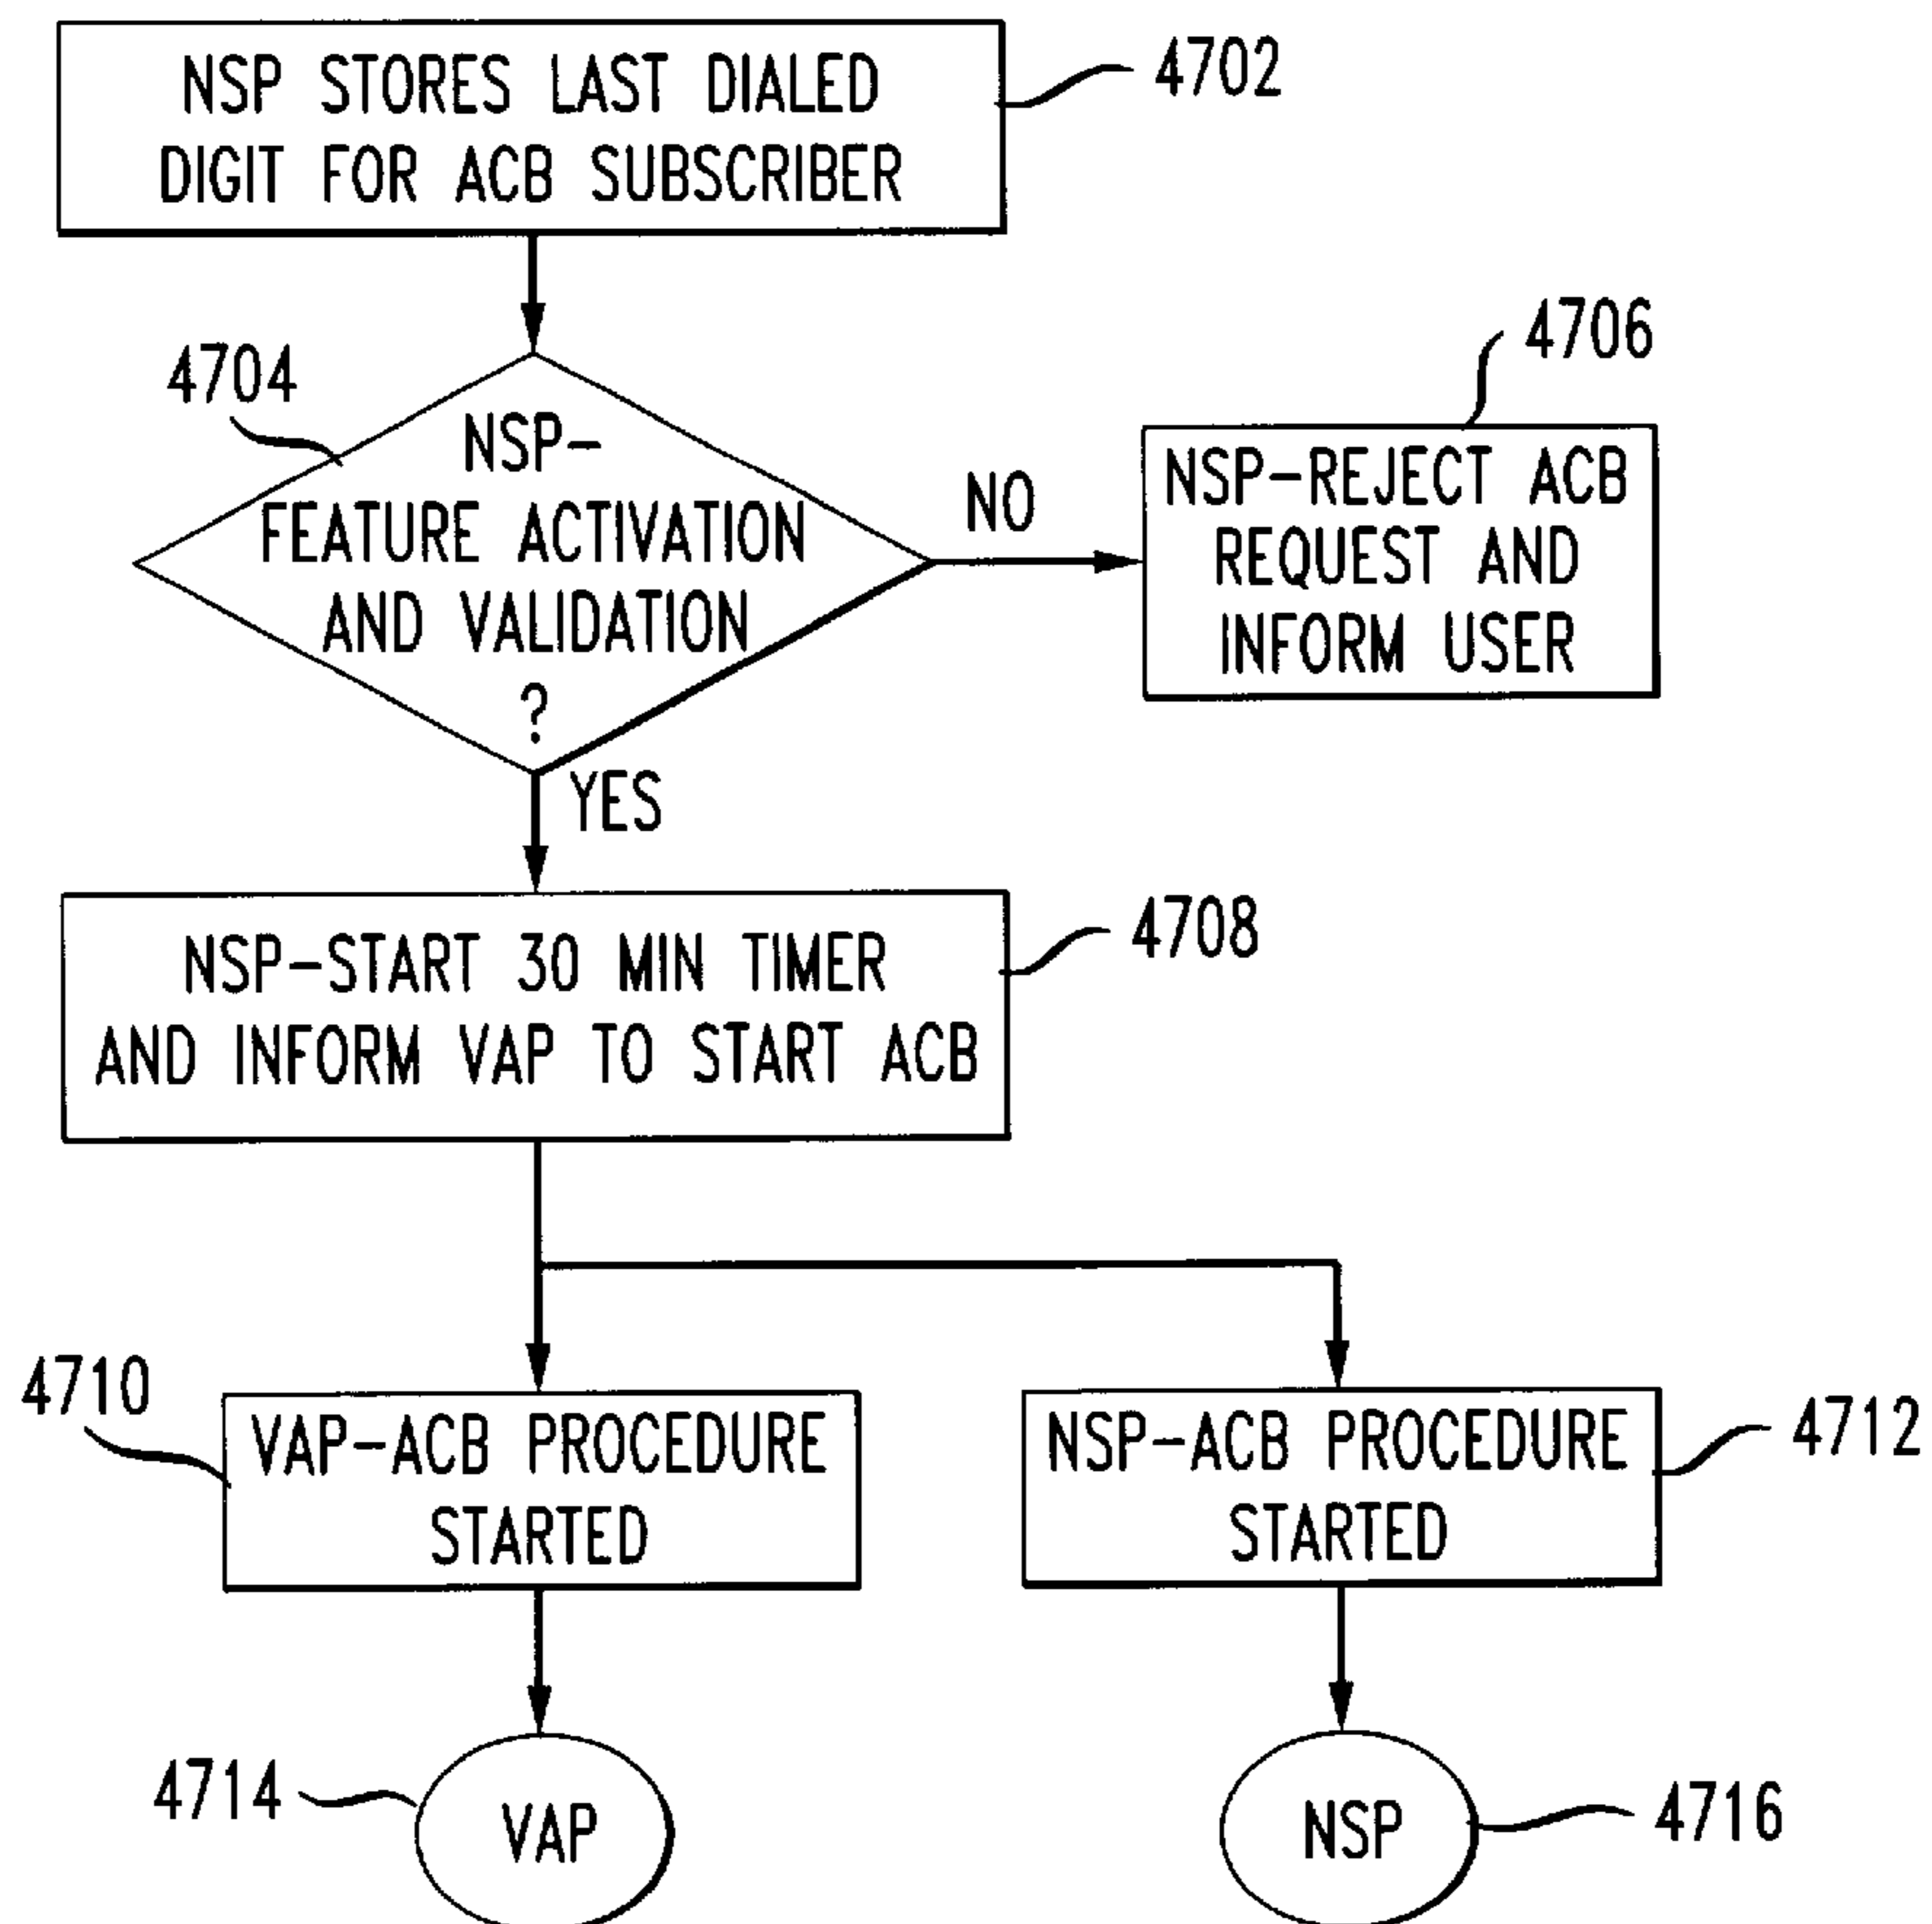 NSP STORES LAST DIALED
DIGIT FOR ACB SUBSCRIBER
4702
4704
NSP-
FEATURE ACTIVATION
AND VALIDATION
?
NO
4706
NSP-REJECT ACB
REQUEST AND
INFORM USER
YES
NSP-START 30 MIN TIMER
AND INFORM VAP TO START ACB
4708
4710
VAP-ACB PROCEDURE
STARTED
NSP-ACB PROCEDURE
STARTED
4712
4714
VAP
NSP
4716